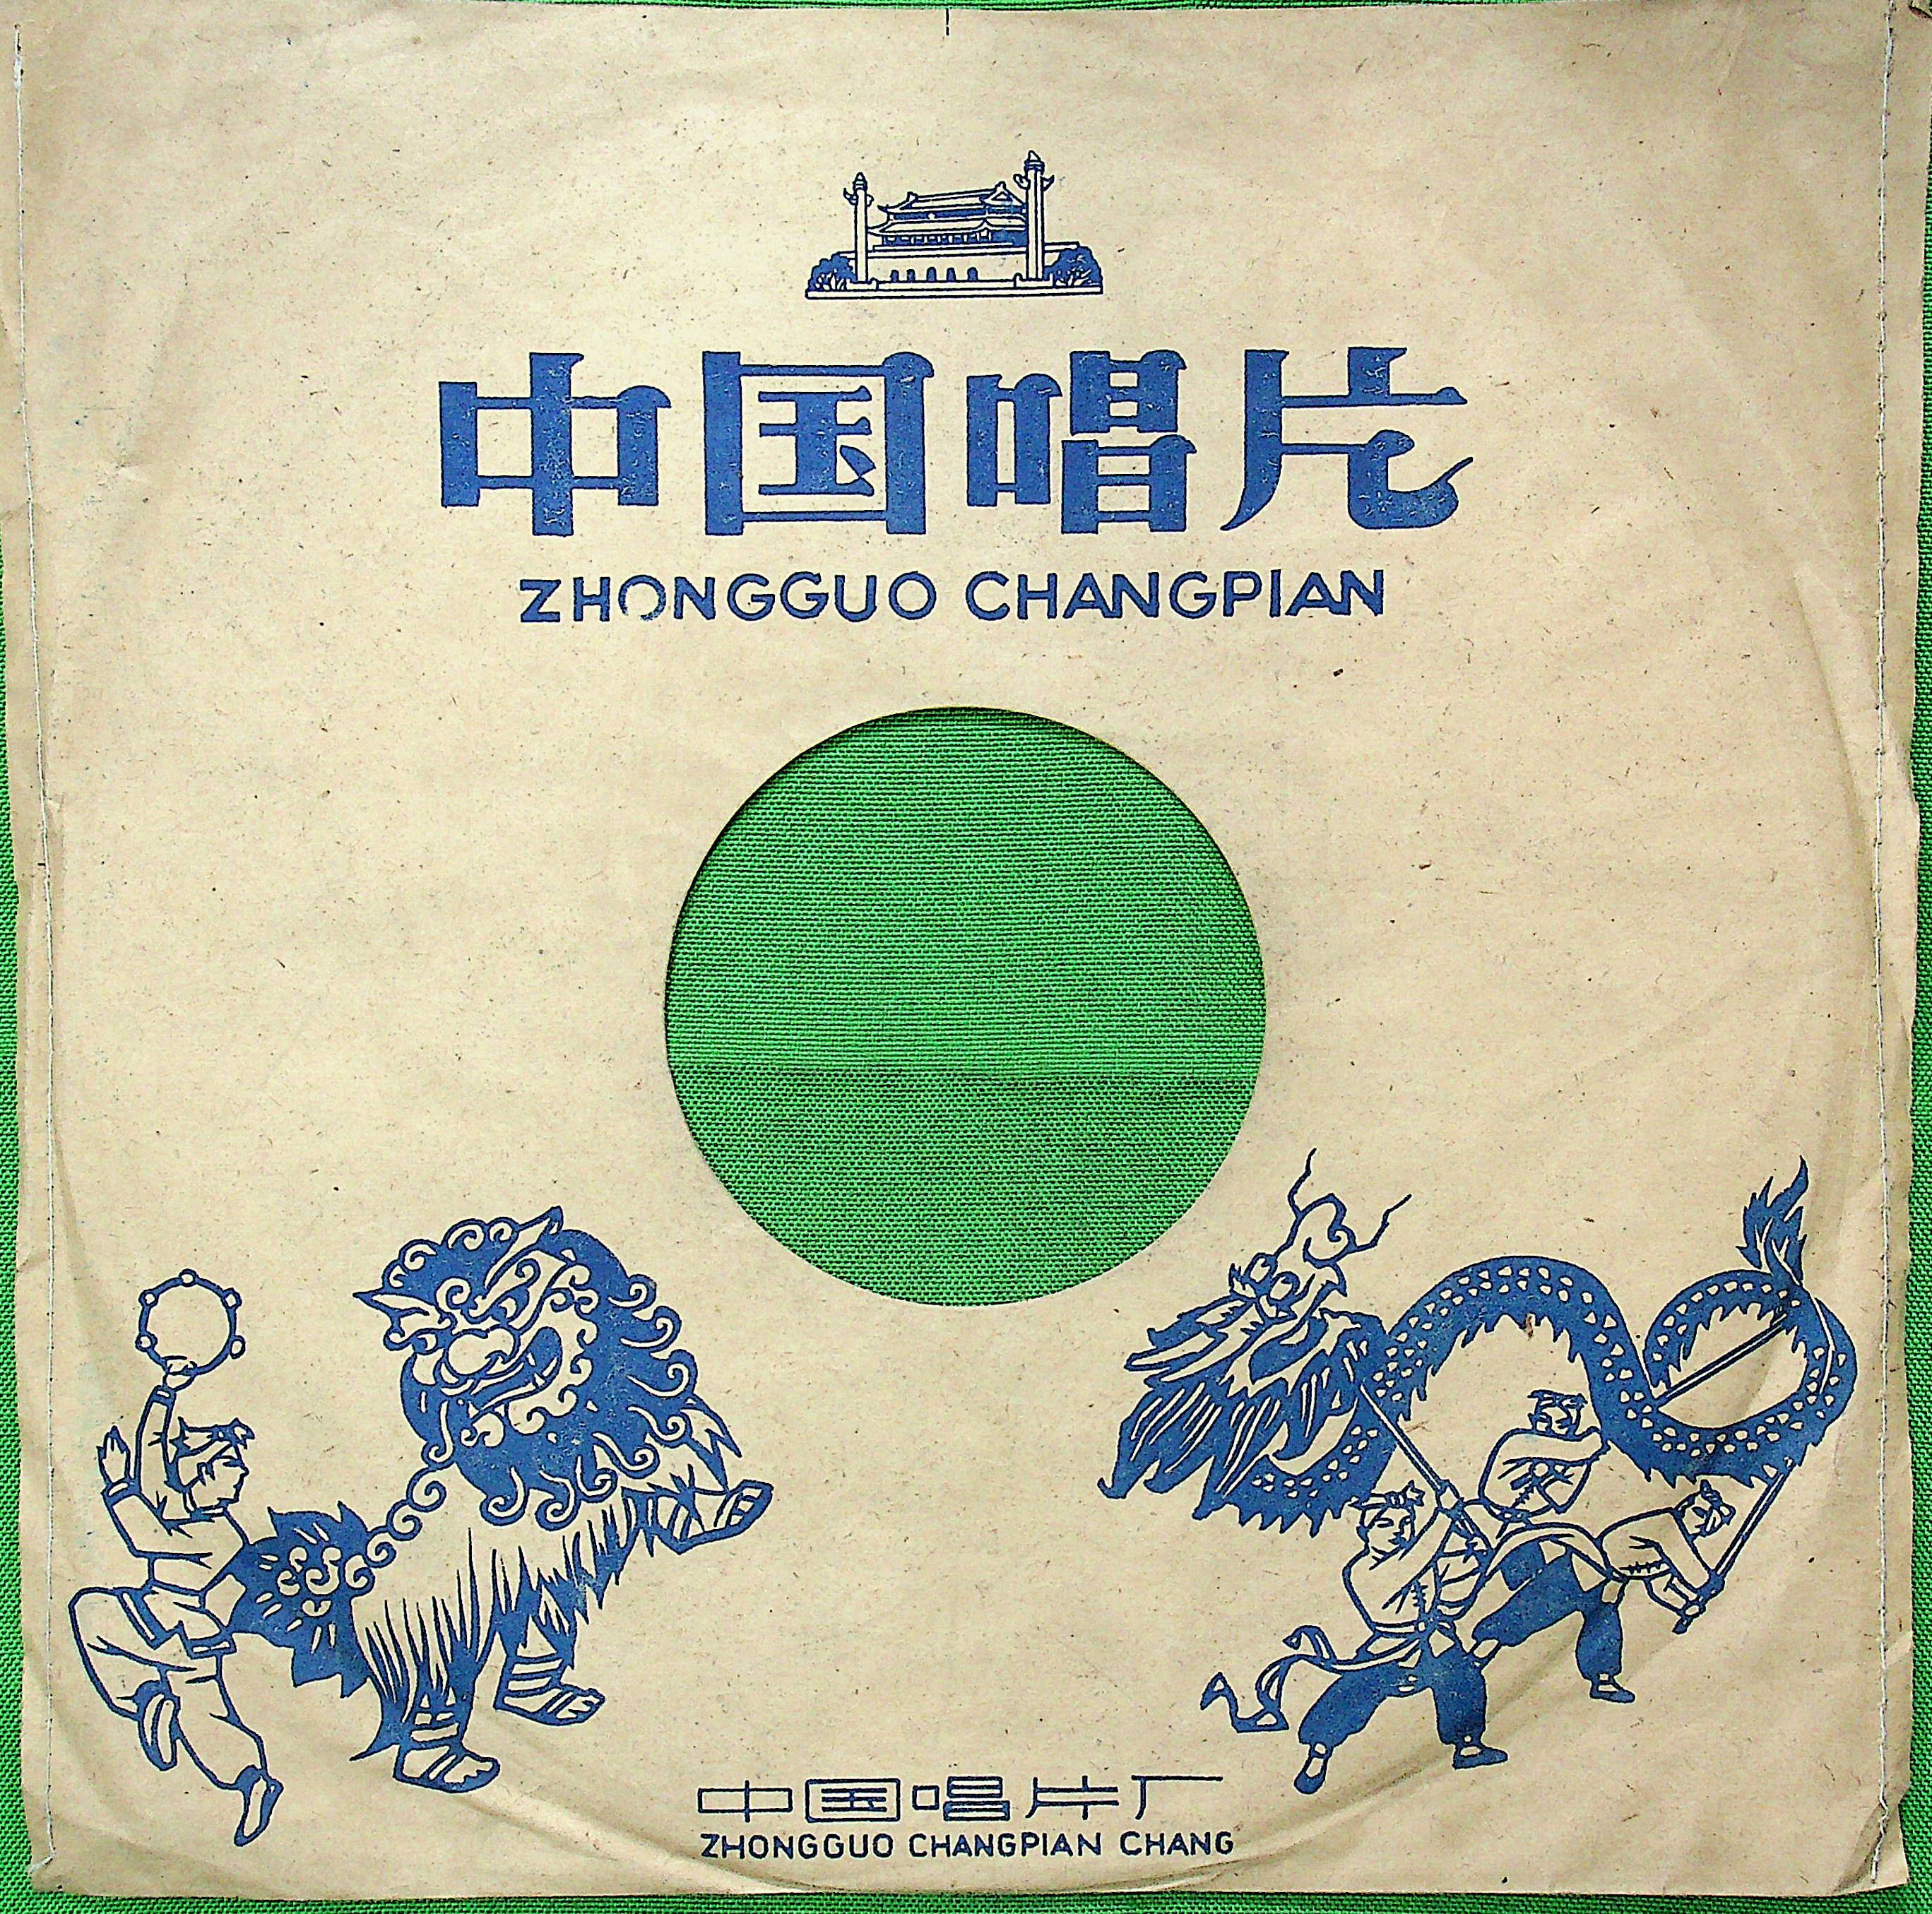 中国唱片
ZHONGGUO CHANGPIAN
中国唱片厂
ZHONGGUO CHANGPIAN CHANG